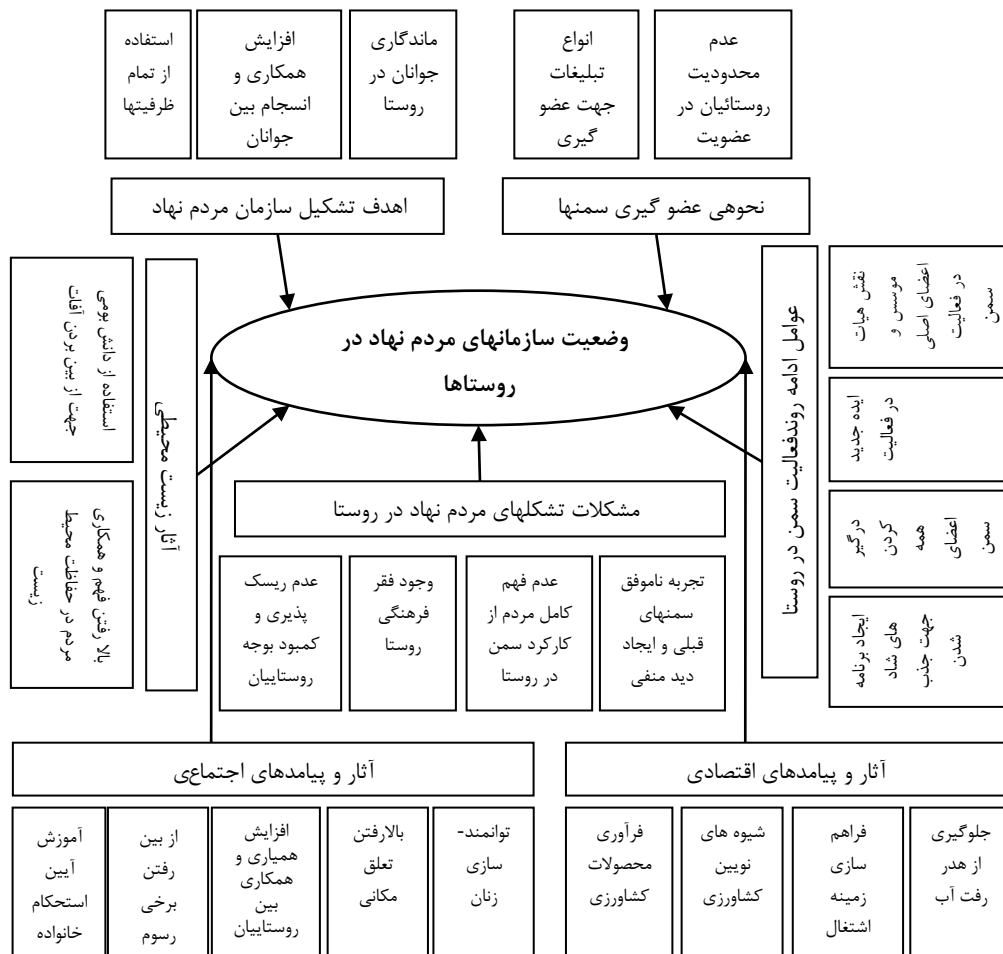 عدم
محدودیت
روستائیان در
عضویت
انواع
تبلیغات
جهت عضو
گیری
ماندگاری
جوانان در
روستا
افزایش
همکاری و
انسجام بین
جوانان
استفاده
از تمام
ظرفیتها
نحوهی عضو گیری سمنها
اهدف تشکیل سازمان مردم نهاد
وضعیت سازمانهای مردم نهاد در
روستاها
عوامل ادامه روندفعالیت سمن در روستا
نقش هیات
موسس و
اعضای اصلی
در فعالیت
سمن
ایده جدید
در فعالیت
درگیر
کردن
همه
اعضای
سمن
ایجاد برنامه
های شاد
جهت جذب
شدن
آثار زیست محیطی
استفاده از دانش بومی
جهت از بین بردن آفات
بالا رفتن فهم و همکاری
مردم در حفاظت محیط
زیست
مشکلات تشکلهای مردم نهاد در روستا
تجربه ناموفق
سمنهای
قبلی و ایجاد
دید منفی
عدم فهم
کامل مردم از
کارکرد سمن
در روستا
وجود فقر
فرهنگی
روستا
عدم ریسک
پذیری و
کمبود بوجه
روستاییان
آثار و پیامدهای اقتصادی
جلوگیری
از هدر
رفت آب
فراهم
سازی
زمینه
اشتغال
شیوه های
نویین
کشاورزی
فرآوری
محصولات
کشاورزی
آثار و پیامدهای اجتماعی
توانمند-
سازی
زنان
بالارفتن
تعلق
مکانی
افزایش
همیاری و
همکاری
بین
روستاییان
از بین
رفتن
برخی
رسوم
آموزش
آیین
استحکام
خانواده